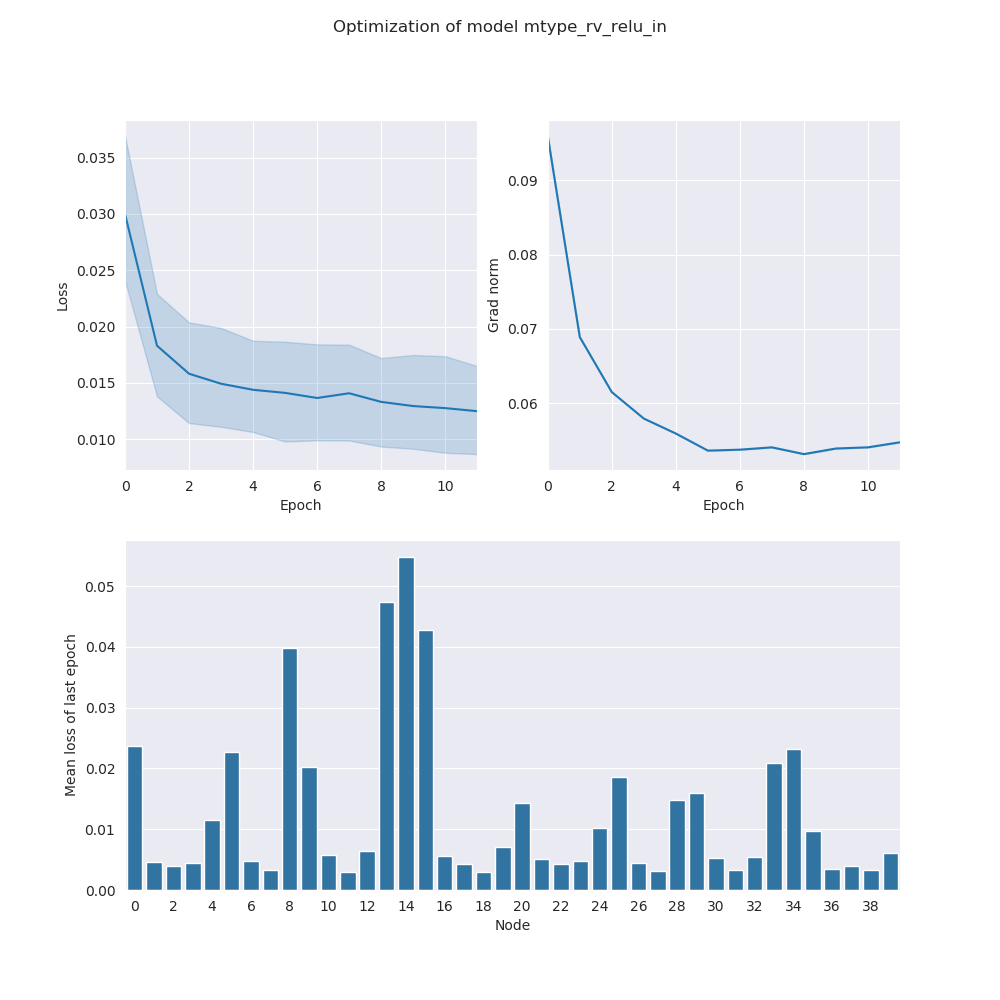 Optimization of model mtype_rv_relu_in
Loss
0.035
0.030
0.025
0.020
0.015
0.010
0 2 4 6 8 10
Epoch
Grad norm
0.09
0.08
0.07
0.06
0 2 4 6 8 10
Epoch
Mean loss of last epoch
0.05
0.04
0.03
0.02
0.01
0.00
0 2 4 6 8 10 12 14 16 18 20 22 24 26 28 30 32 34 36 38
Node